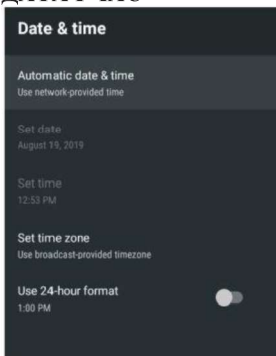 Date & time
Automatic date & time
Use network-provided time
Set date
August 19, 2019
Set time
12:53 PM
Set time zone
Use broadcast-provided timezone
Use 24-hour format
1:00 PM